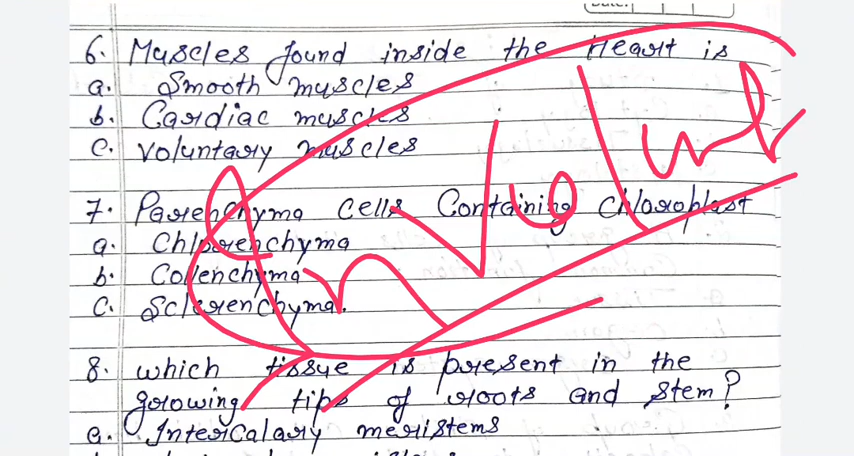 6. Muscles found inside the Heart is
a. Smooth muscles
b. Cardiac muscles
c. Voluntary muscles
7. Parenchyma Cells Containing Chloroplast
a. Chlorenchyma
b. Collenchyma
c. Sclerenchyma.
8. which tissue is present in the
growing tips of roots and stem?
a. Intercalary meristems